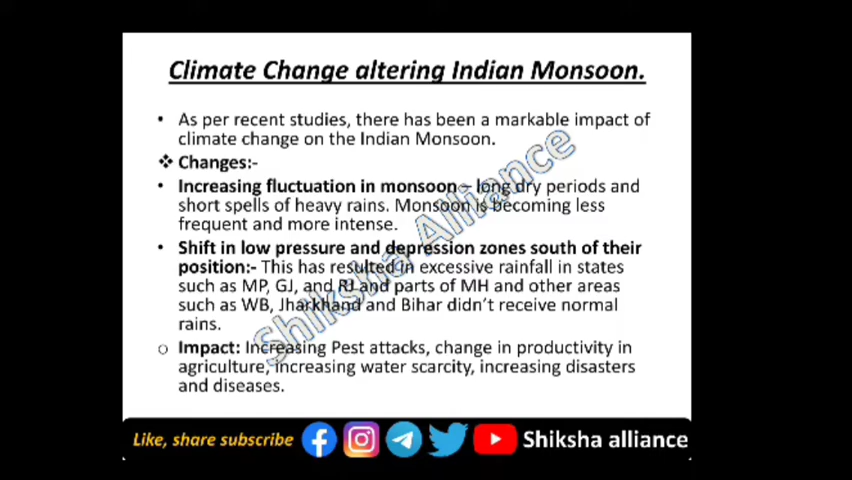 Climate Change altering Indian Monsoon.
• As per recent studies, there has been a markable impact of
climate change on the Indian Monsoon.
❖ Changes:-
• Increasing fluctuation in monsoon – long dry periods and
short spells of heavy rains. Monsoon is becoming less
frequent and more intense.
• Shift in low pressure and depression zones south of their
position:- This has resulted in excessive rainfall in states
such as MP, GJ, and RJ and parts of MH and other areas
such as WB, Jharkhand and Bihar didn't receive normal
rains.
o Impact: Increasing Pest attacks, change in productivity in
agriculture, increasing water scarcity, increasing disasters
and diseases.
Shiksha Alliance
Like, share subscribe Shiksha alliance